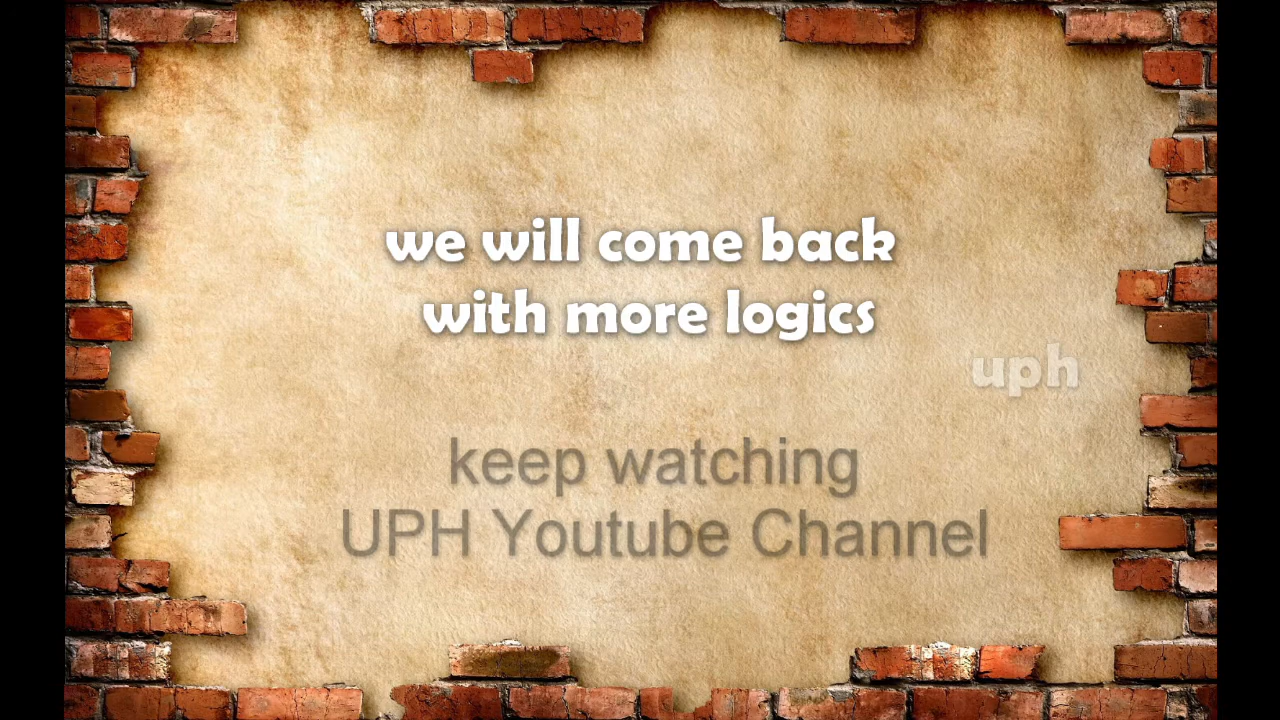 we will come back
with more logics
uph
keep watching
UPH Youtube Channel